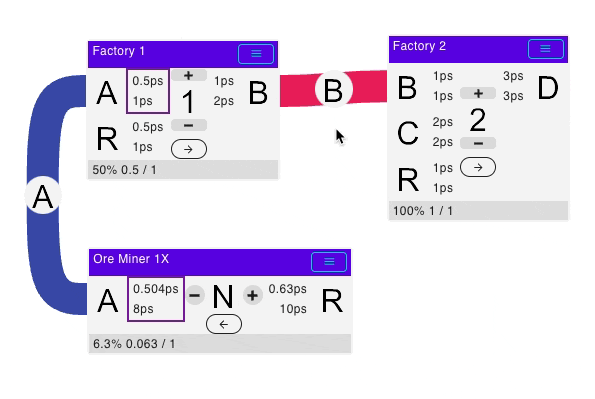 Factory 1
A 0.5ps + 1ps B
1ps 1 2ps
R 0.5ps −
1ps →
50% 0.5 / 1
B
Factory 2
B 1ps 3ps D
1ps + 3ps
C 2ps 2
2ps −
R 1ps →
1ps
100% 1 / 1
A
Ore Miner 1X
A 0.504ps − N + 0.63ps R
8ps ← 10ps
6.3% 0.063 / 1